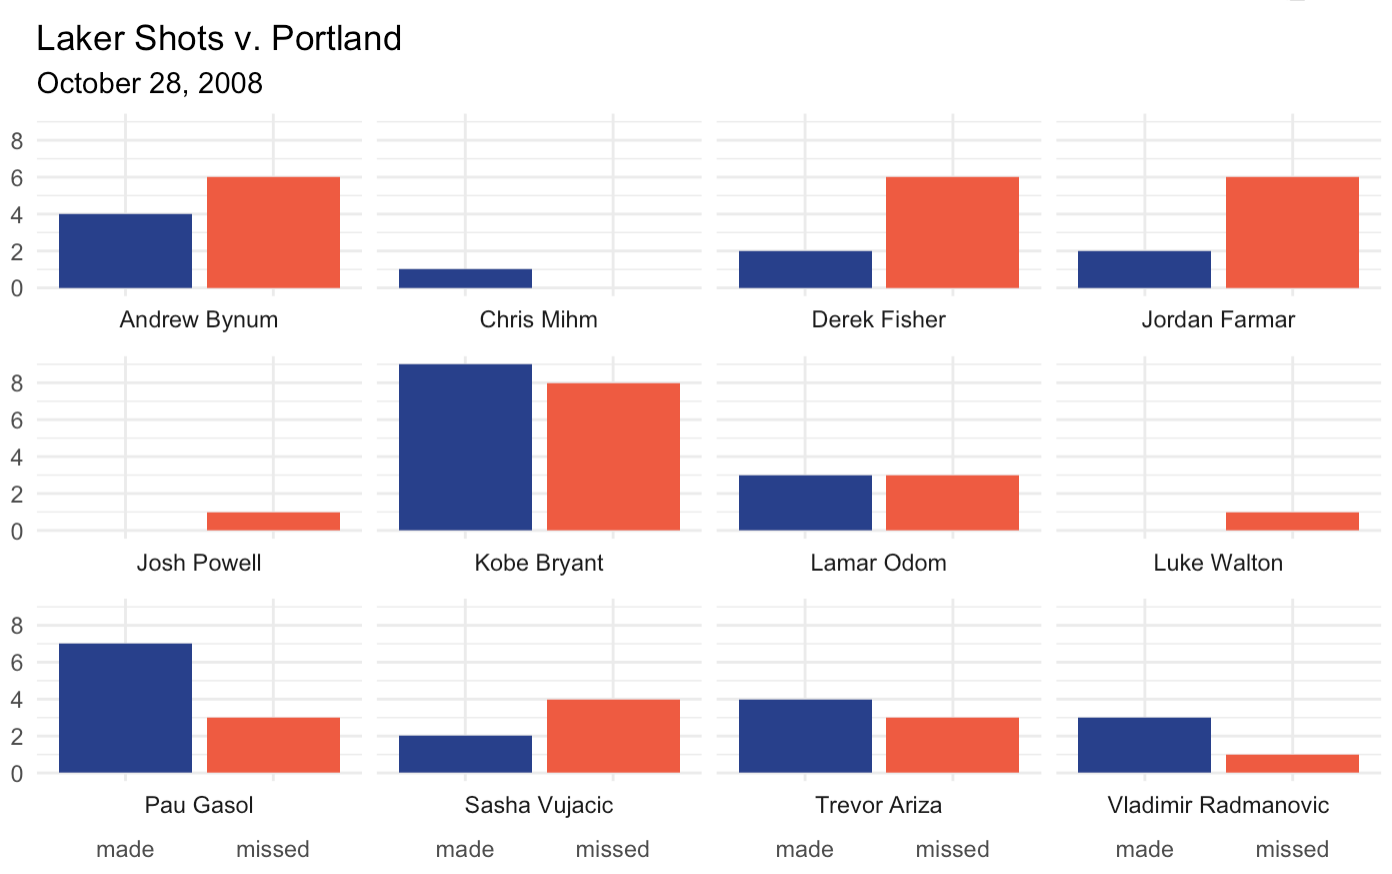 Laker Shots v. Portland
October 28, 2008
8
6
4
2
0
Andrew Bynum Chris Mihm Derek Fisher Jordan Farmar
8
6
4
2
0
Josh Powell Kobe Bryant Lamar Odom Luke Walton
8
6
4
2
0
Pau Gasol Sasha Vujacic Trevor Ariza Vladimir Radmanovic
made missed made missed made missed made missed